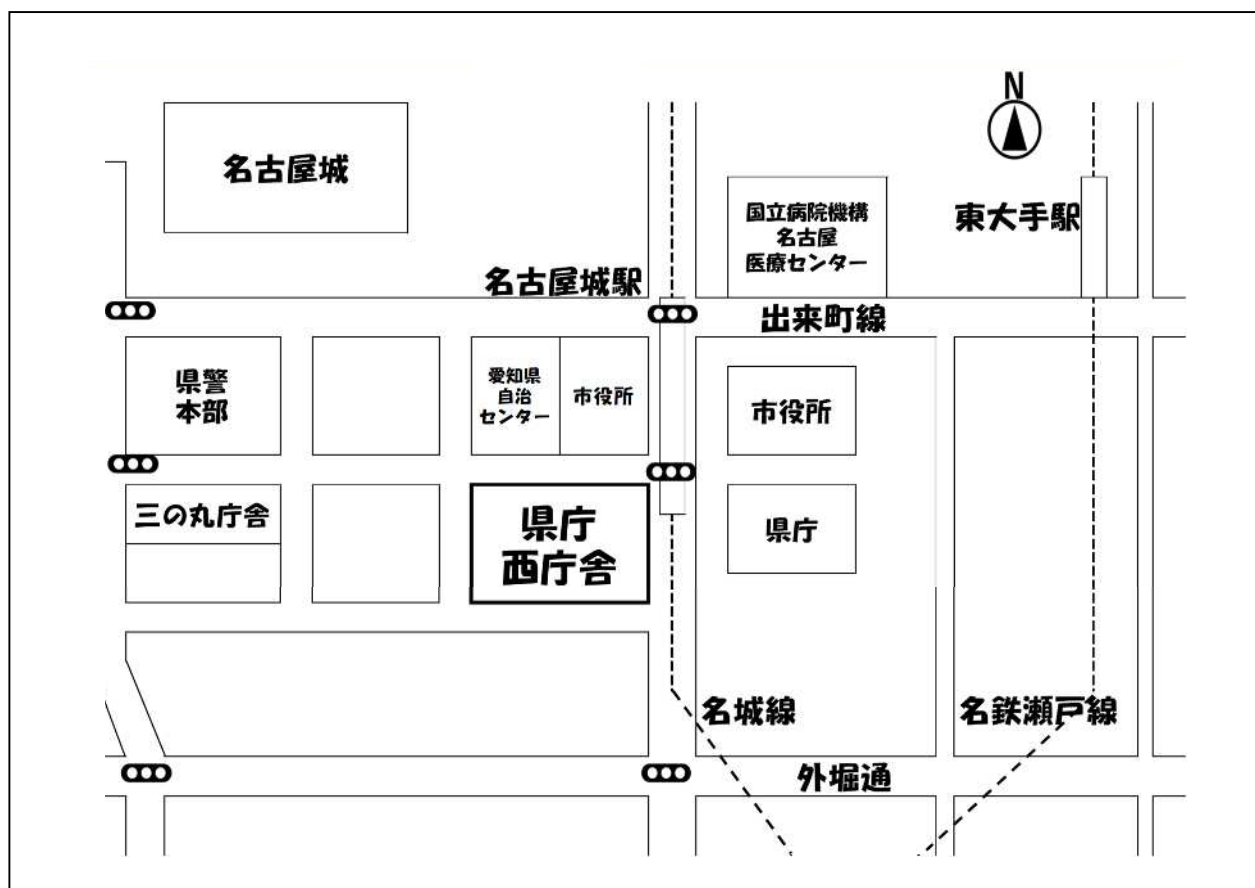 N
名古屋城
国立病院機構
名古屋
医療センター
東大手駅
名古屋城駅
出来町線
県警
本部
愛知県
自治
センター
市役所
市役所
三の丸庁舎
県庁
西庁舎
県庁
名城線
名鉄瀬戸線
外堀通